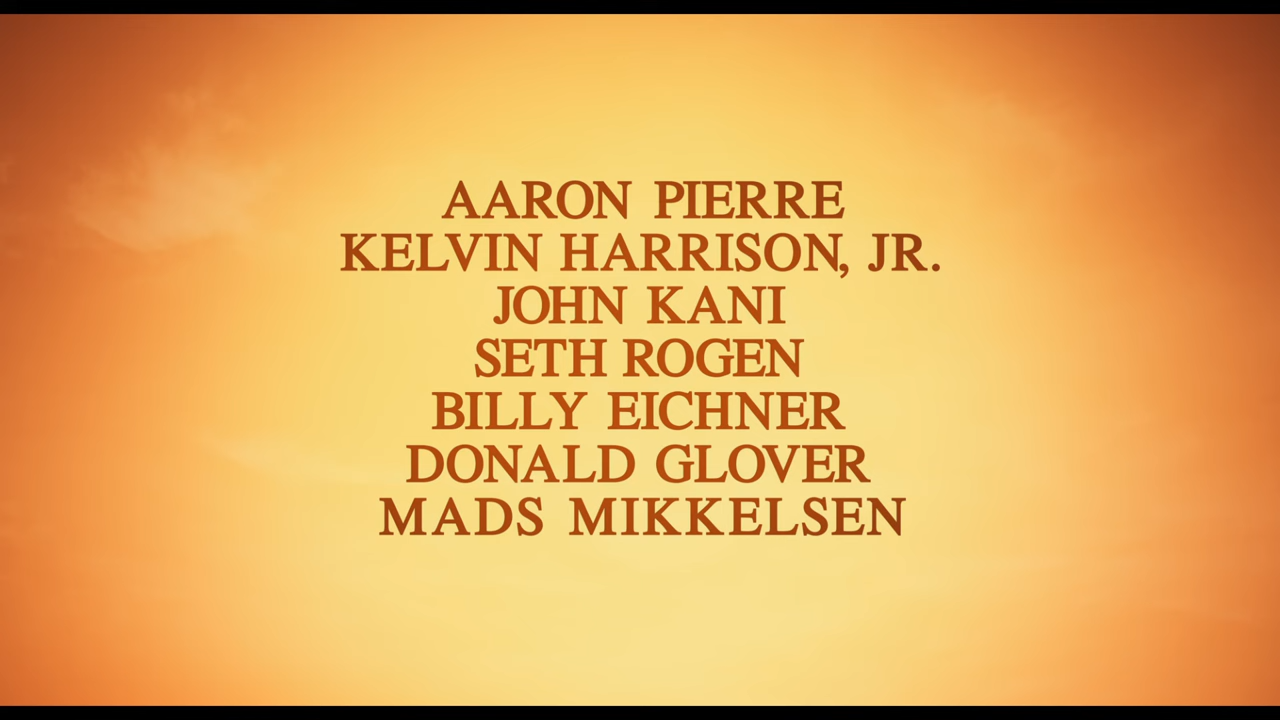 AARON PIERRE
KELVIN HARRISON, JR.
JOHN KANI
SETH ROGEN
BILLY EICHNER
DONALD GLOVER
MADS MIKKELSEN